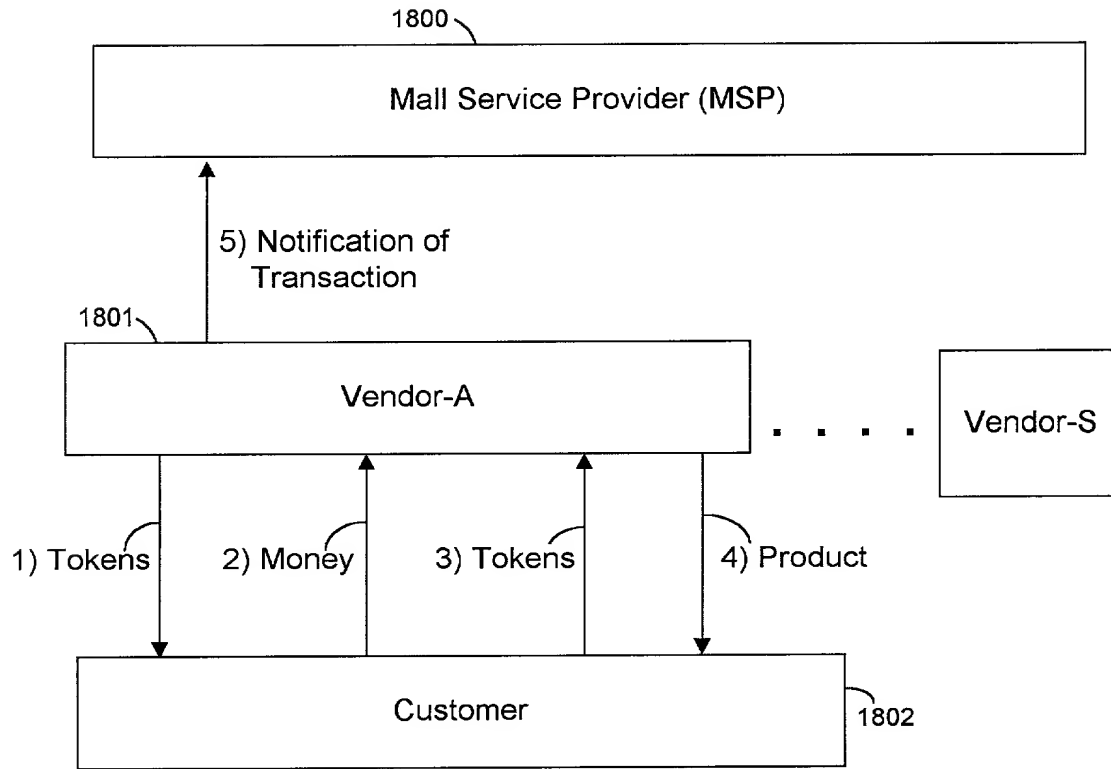 1800
Mall Service Provider (MSP)
5) Notification of
Transaction
1801
Vendor-A
. . . .
Vendor-S
1) Tokens
2) Money
3) Tokens
4) Product
Customer
1802